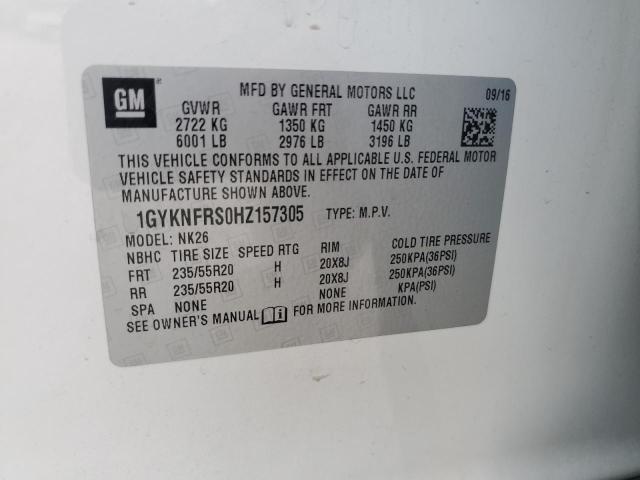 GM
MFD BY GENERAL MOTORS LLC 09/16
GVWR GAWR FRT GAWR RR
2722 KG 1350 KG 1450 KG
6001 LB 2976 LB 3196 LB
THIS VEHICLE CONFORMS TO ALL APPLICABLE U.S. FEDERAL MOTOR
VEHICLE SAFETY STANDARDS IN EFFECT ON THE DATE OF
MANUFACTURE SHOWN ABOVE.
1GYKNFRS0HZ157305 TYPE: M.P.V.
MODEL: NK26
NBHC TIRE SIZE SPEED RTG RIM COLD TIRE PRESSURE
FRT 235/55R20 H 20X8J 250KPA(36PSI)
RR 235/55R20 H 20X8J 250KPA(36PSI)
SPA NONE NONE KPA(PSI)
SEE OWNER'S MANUAL FOR MORE INFORMATION.